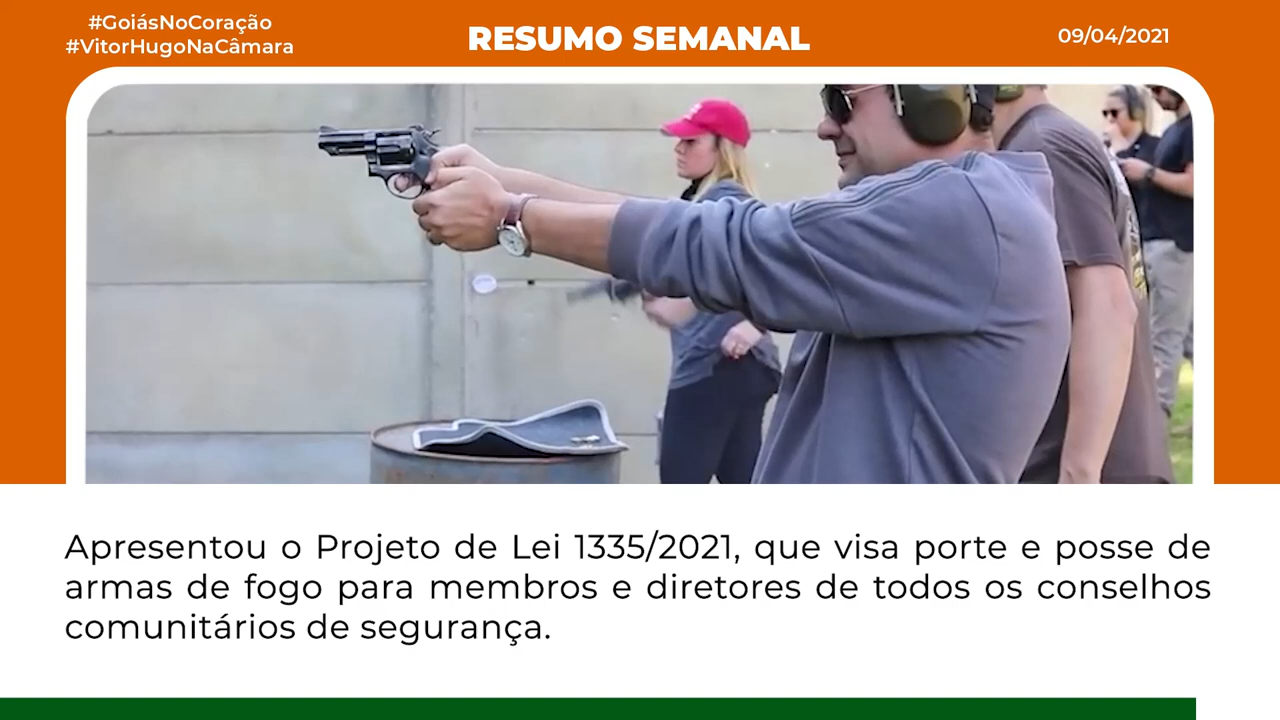 #GoiásNoCoração
#VitorHugoNaCâmara
RESUMO SEMANAL
09/04/2021
Apresentou o Projeto de Lei 1335/2021, que visa porte e posse de
armas de fogo para membros e diretores de todos os conselhos
comunitários de segurança.